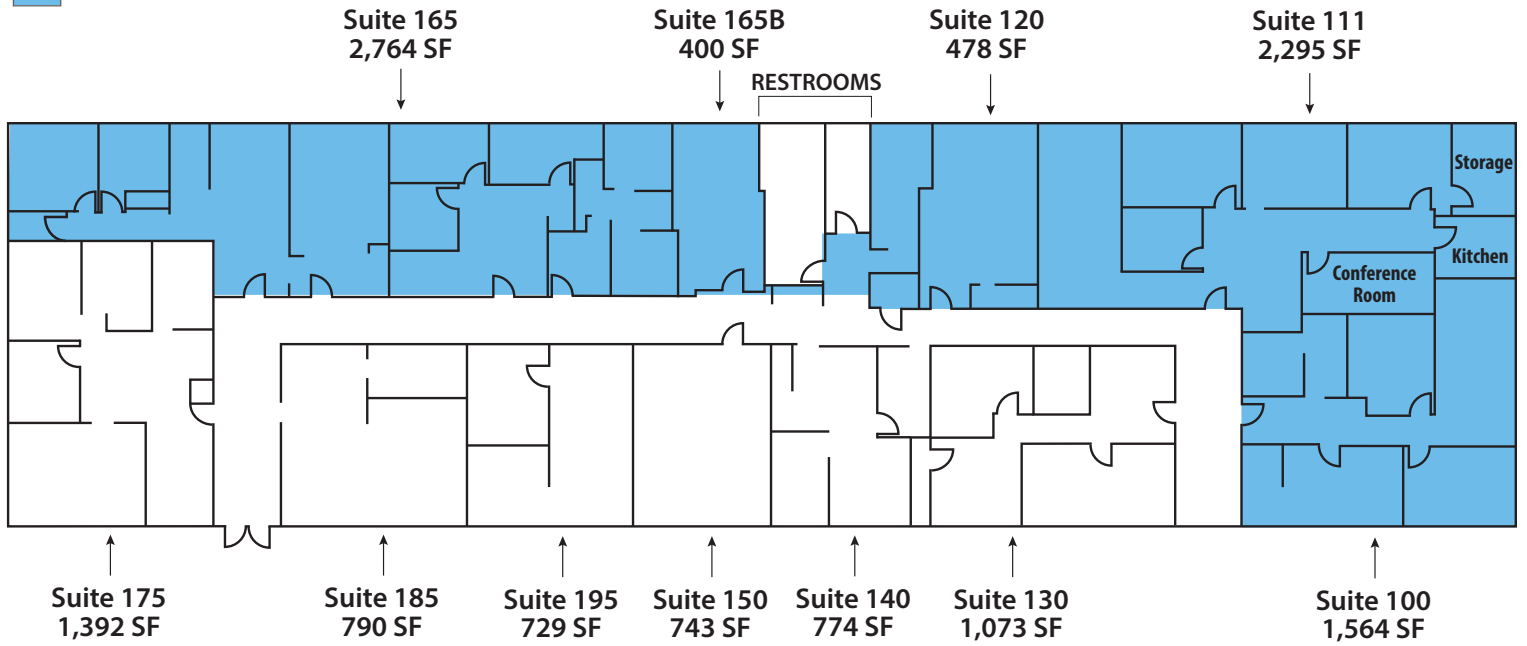 Suite 165
2,764 SF
Suite 165B
400 SF
Suite 120
478 SF
Suite 111
2,295 SF
RESTROOMS
Storage
Kitchen
Conference
Room
Suite 175
1,392 SF
Suite 185
790 SF
Suite 195
729 SF
Suite 150
743 SF
Suite 140
774 SF
Suite 130
1,073 SF
Suite 100
1,564 SF